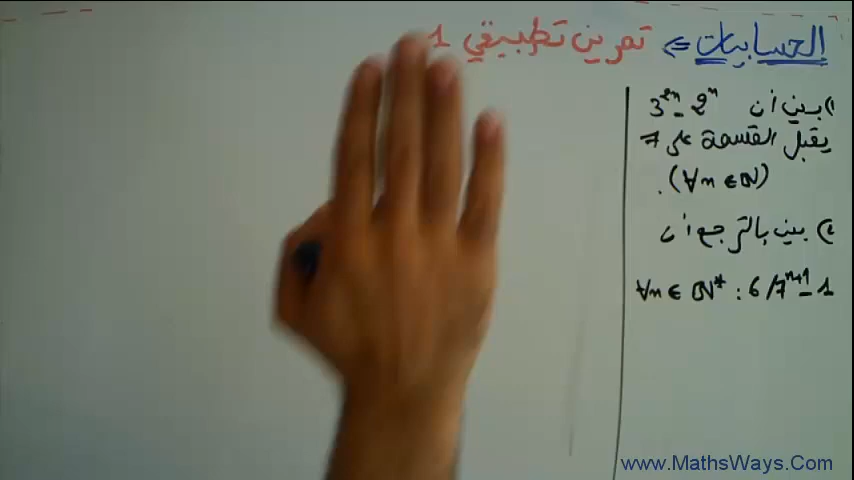 الحسابيات => تمرين تطبيقي 1
1) بين أن 3^{2n} - 2^n
يقبل القسمة على 7
(∀n ∈ ℕ).
2) بين بالترجع أن
∀n ∈ ℕ* : 6/7^{n+1} - 1
www.MathsWays.Com